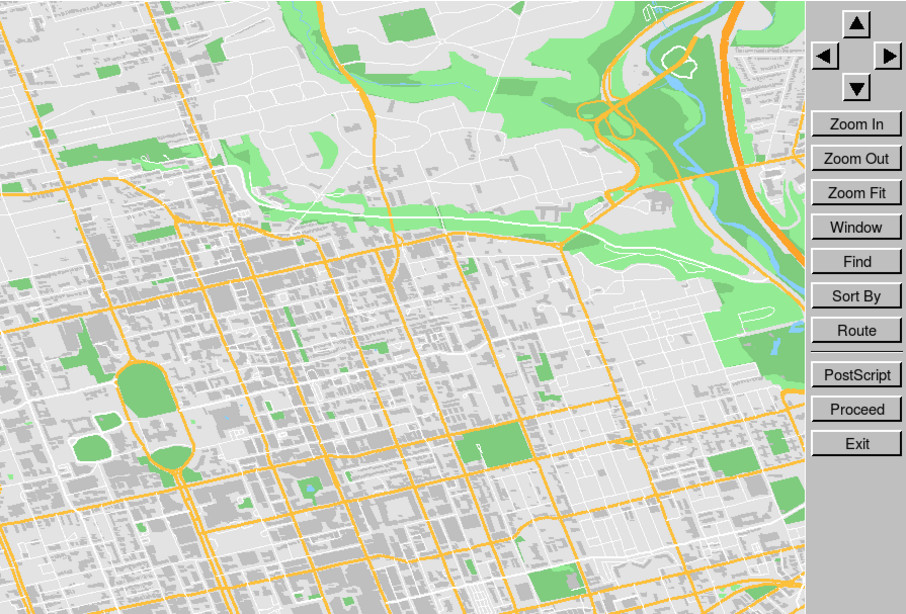 Zoom In
Zoom Out
Zoom Fit
Window
Find
Sort By
Route
PostScript
Proceed
Exit